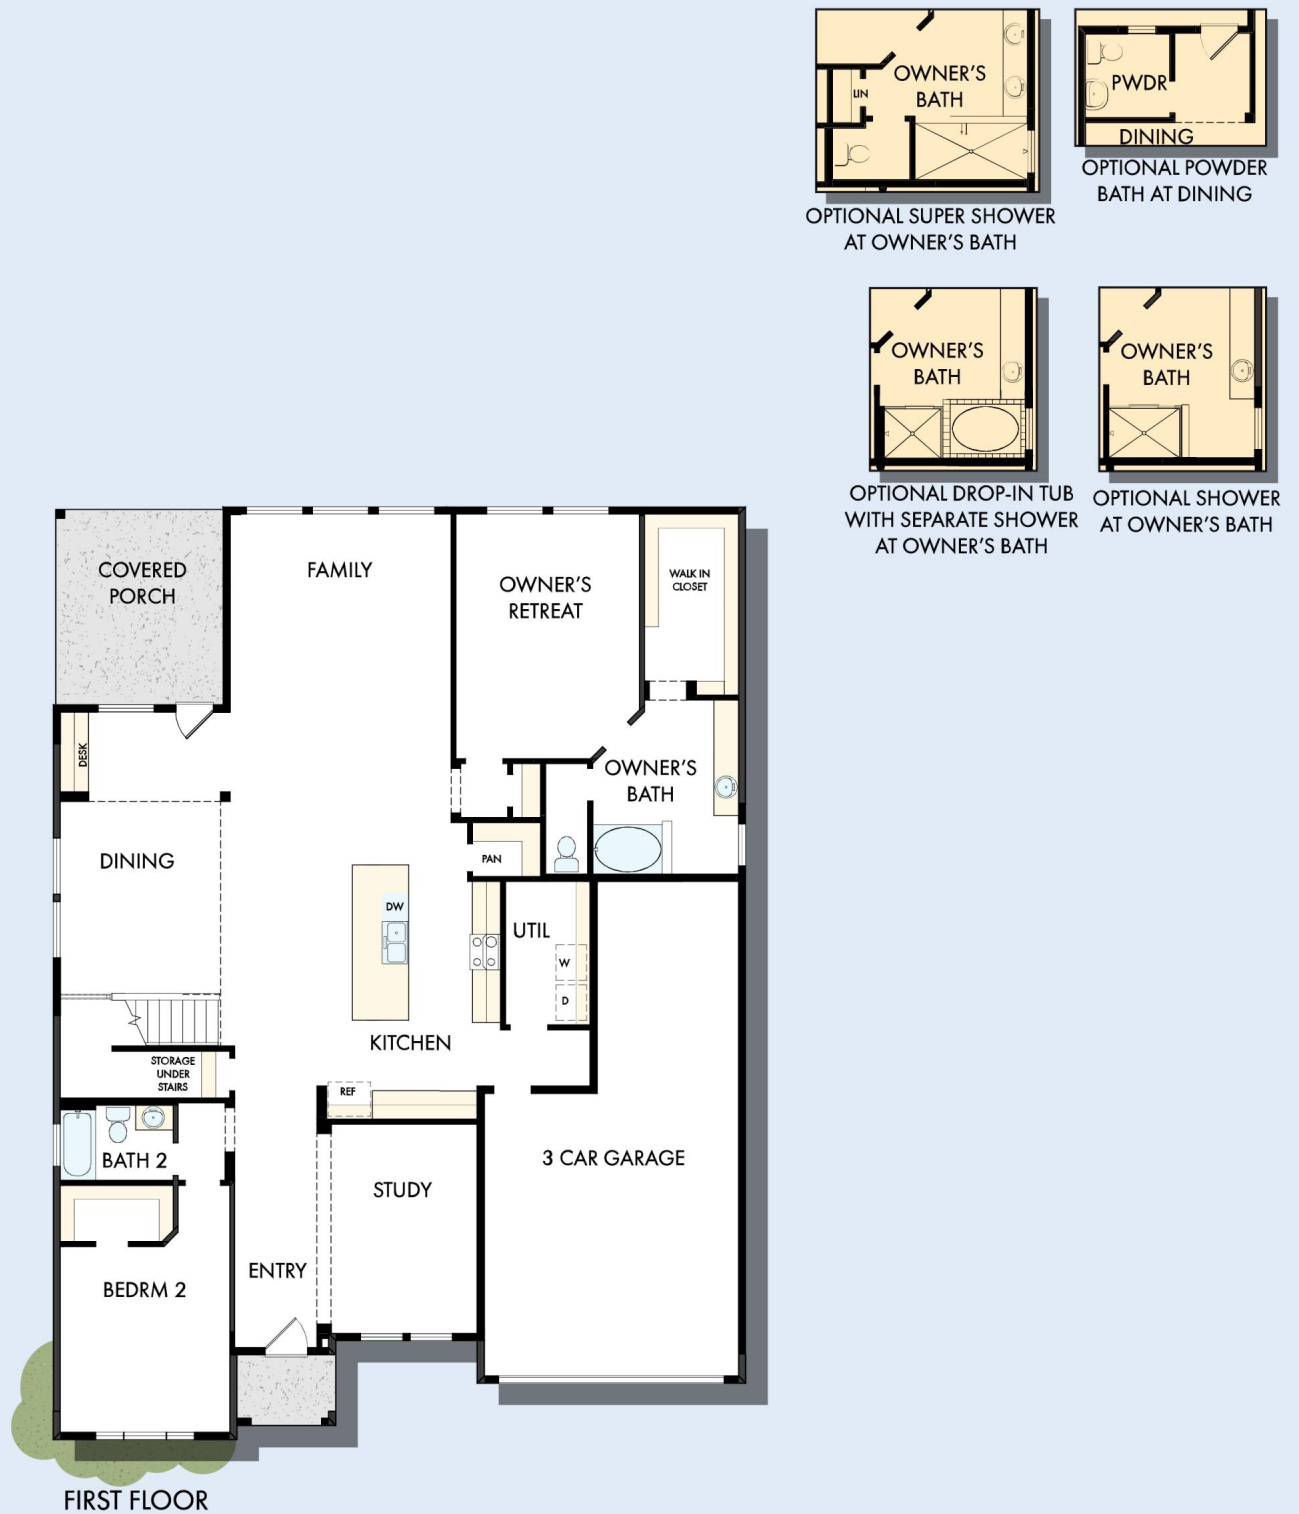 OWNER'S
BATH
LIN
OPTIONAL SUPER SHOWER
AT OWNER'S BATH
PWDR
DINING
OPTIONAL POWDER
BATH AT DINING
OWNER'S
BATH
OPTIONAL DROP-IN TUB
WITH SEPARATE SHOWER
AT OWNER'S BATH
OWNER'S
BATH
OPTIONAL SHOWER
AT OWNER'S BATH
COVERED
PORCH
FAMILY
OWNER'S
RETREAT
WALK IN
CLOSET
DESK
OWNER'S
BATH
DINING
PAN
DW
UTIL
W
D
KITCHEN
STORAGE
UNDER
STAIRS
REF
BATH 2
3 CAR GARAGE
STUDY
ENTRY
BEDRM 2
FIRST FLOOR